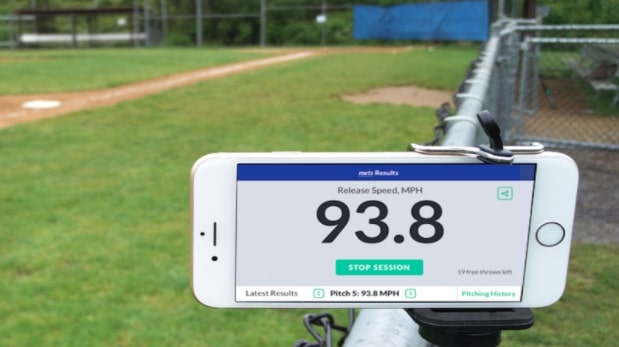 mets Results
Release Speed, MPH
93.8
STOP SESSION
19 free throws left
Latest Results Pitch 5: 93.8 MPH Pitching History